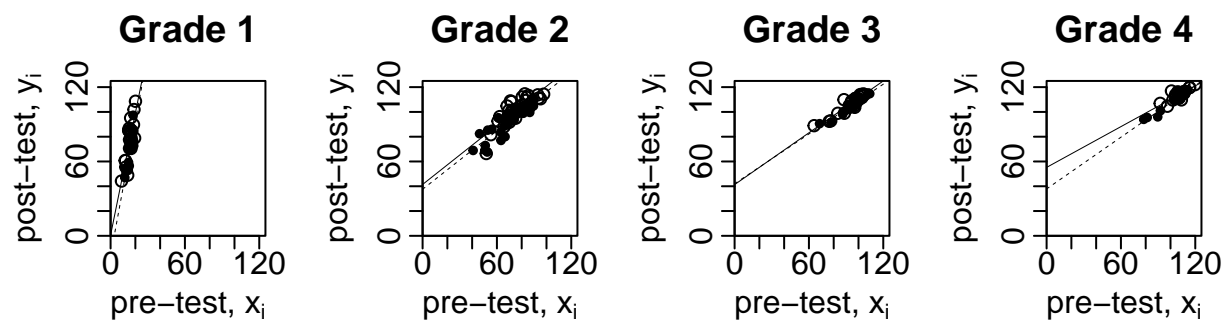 Grade 1
post−test, yi
0 60 120
0 60 120
pre−test, xi
Grade 2
post−test, yi
0 60 120
0 60 120
pre−test, xi
Grade 3
post−test, yi
0 60 120
0 60 120
pre−test, xi
Grade 4
post−test, yi
0 60 120
0 60 120
pre−test, xi